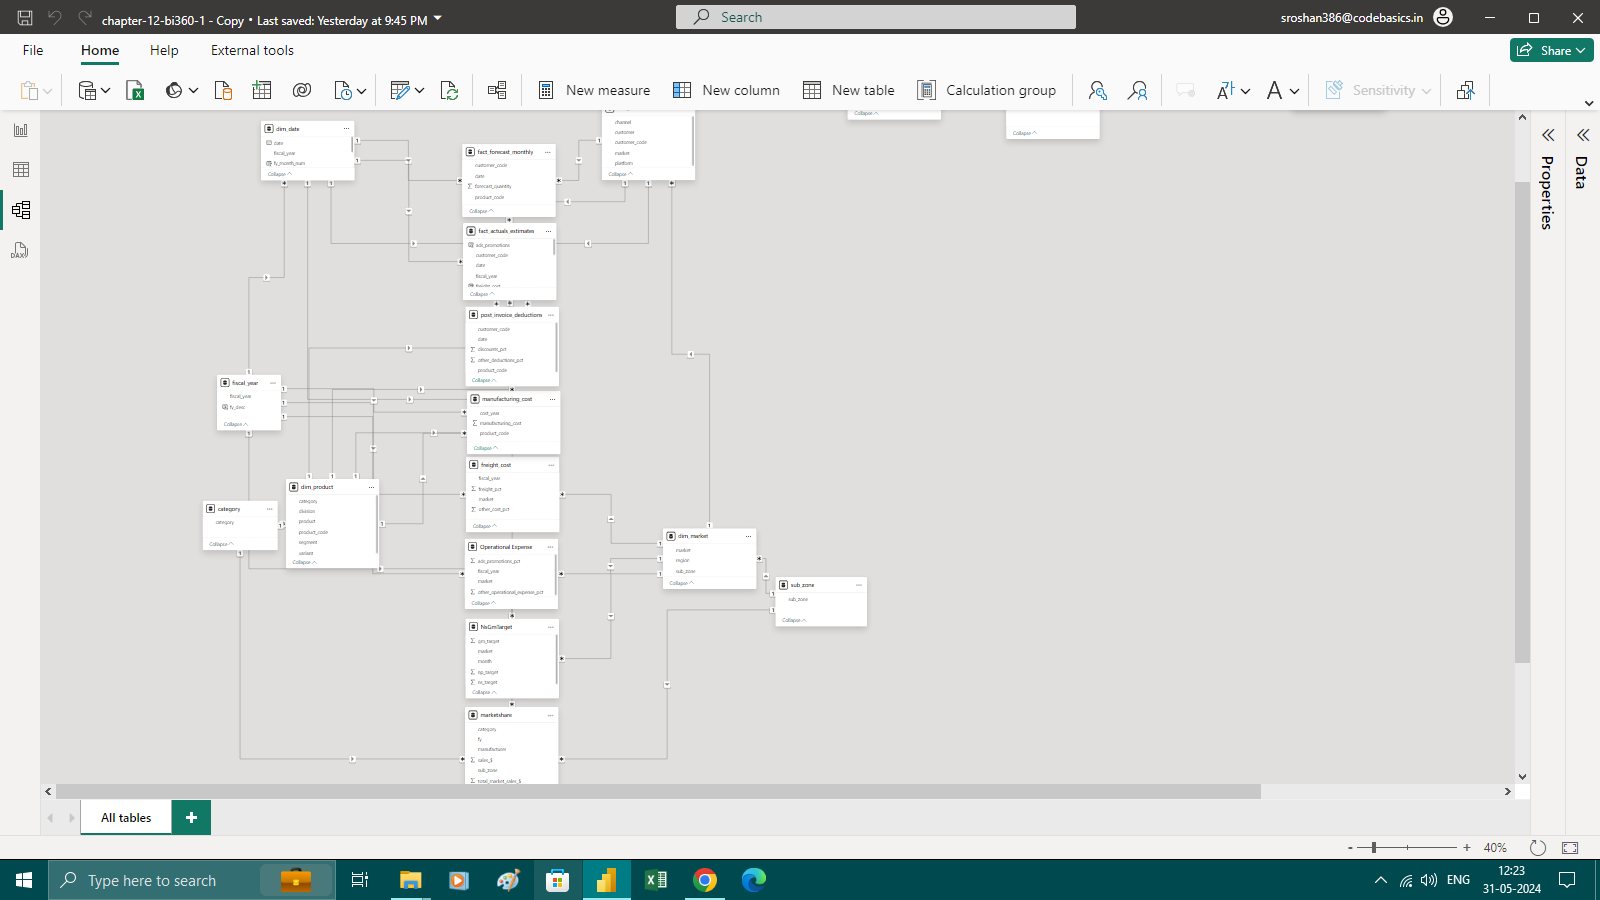 chapter-12-bi360-1 - Copy • Last saved: Yesterday at 9:45 PM
Search
sroshan386@codebasics.in
File
Home
Help
External tools
Share
New measure
New column
New table
Calculation group
Sensitivity
dim_date
date
fiscal_year
fy_month_num
Collapse
fact_forecast_monthly
customer_code
date
forecast_quantity
product_code
Collapse
channel
customer
customer_code
market
platform
Collapse
Collapse
Collapse
fact_actuals_estimates
ads_promotions
customer_code
date
fiscal_year
freight_cost
Collapse
post_invoice_deductions
customer_code
date
discounts_pct
other_deductions_pct
product_code
Collapse
fiscal_year
fiscal_year
fy_desc
Collapse
manufacturing_cost
cost_year
manufacturing_cost
product_code
Collapse
freight_cost
fiscal_year
freight_pct
market
other_cost_pct
Collapse
category
category
Collapse
dim_product
category
division
product
product_code
segment
variant
Collapse
Operational Expense
ads_promotions_pct
fiscal_year
market
other_operational_expense_pct
Collapse
dim_market
market
region
sub_zone
Collapse
sub_zone
sub_zone
Collapse
NsGmTarget
gm_target
market
month
np_target
ns_target
Collapse
marketshare
category
fy
manufacturer
sales_$
sub_zone
total_market_sales_$
Properties
Data
All tables
40%
Type here to search
ENG
12:23
31-05-2024